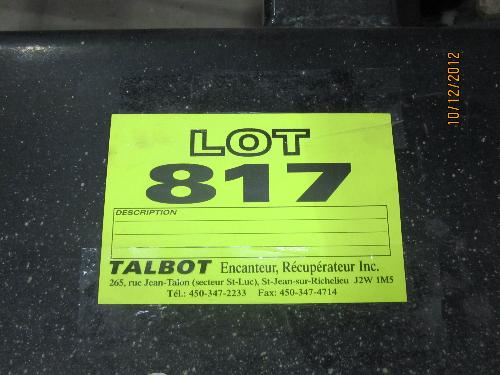 LOT
817
DESCRIPTION
TALBOT Encanteur, Récupérateur Inc.
265, rue Jean-Talon (secteur St-Luc), St-Jean-sur-Richelieu J2W 1M5
Tél.: 450-347-2233 Fax: 450-347-4714
10/12/2012